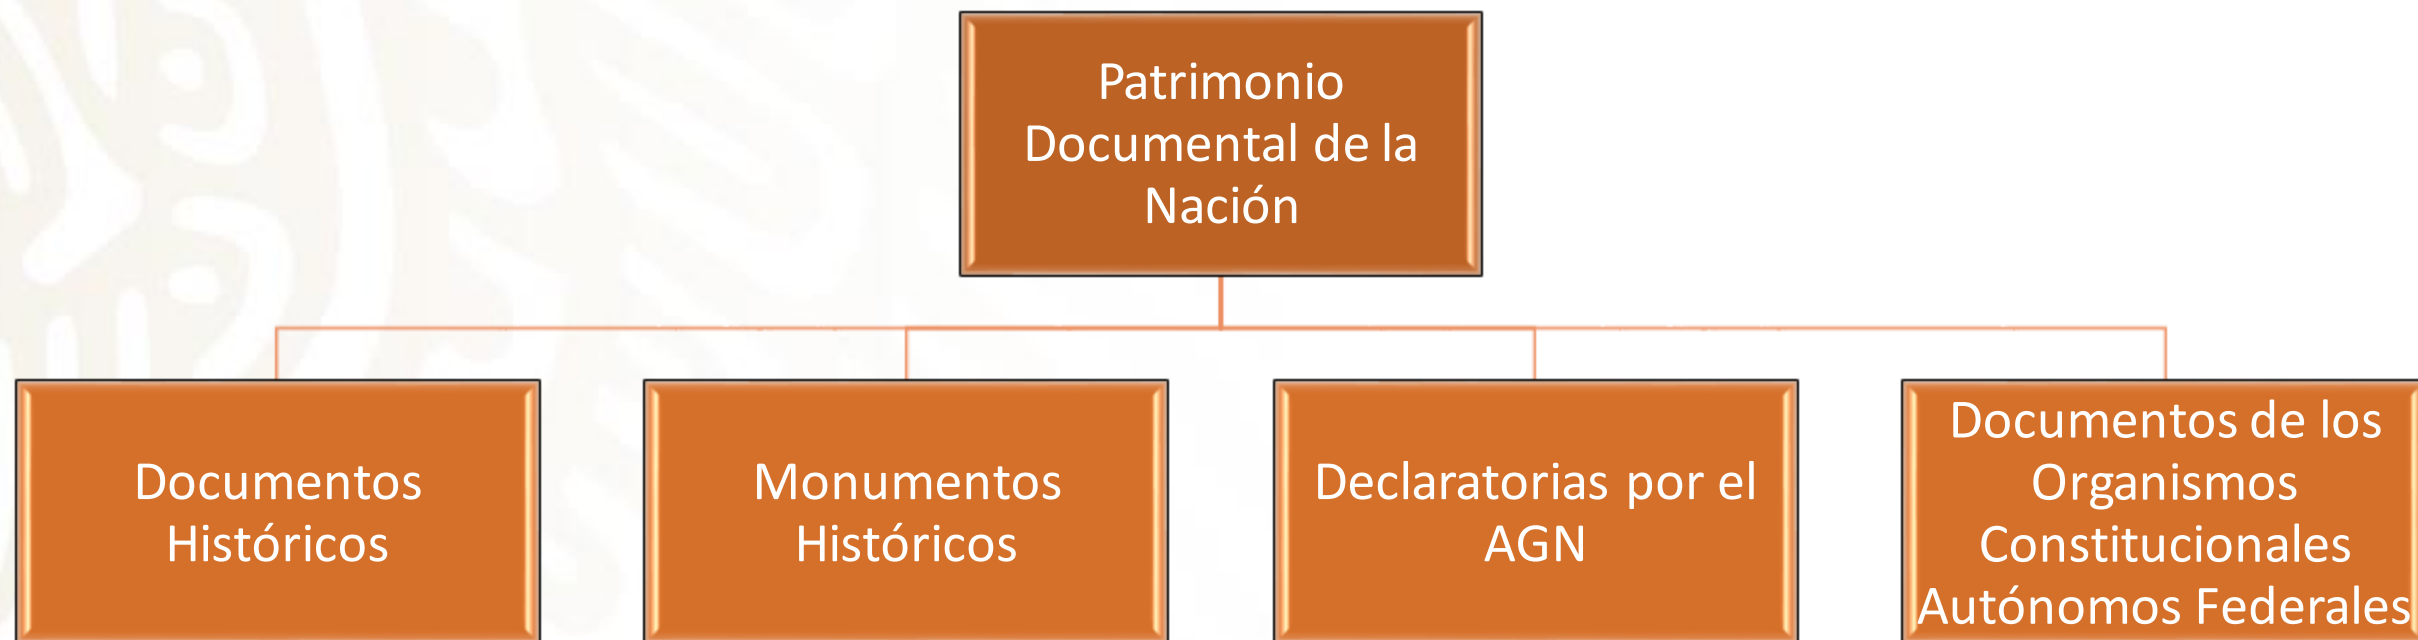 Patrimonio
Documental de la
Nación
Documentos
Históricos
Monumentos
Históricos
Declaratorias por el
AGN
Documentos de los
Organismos
Constitucionales
Autónomos Federales